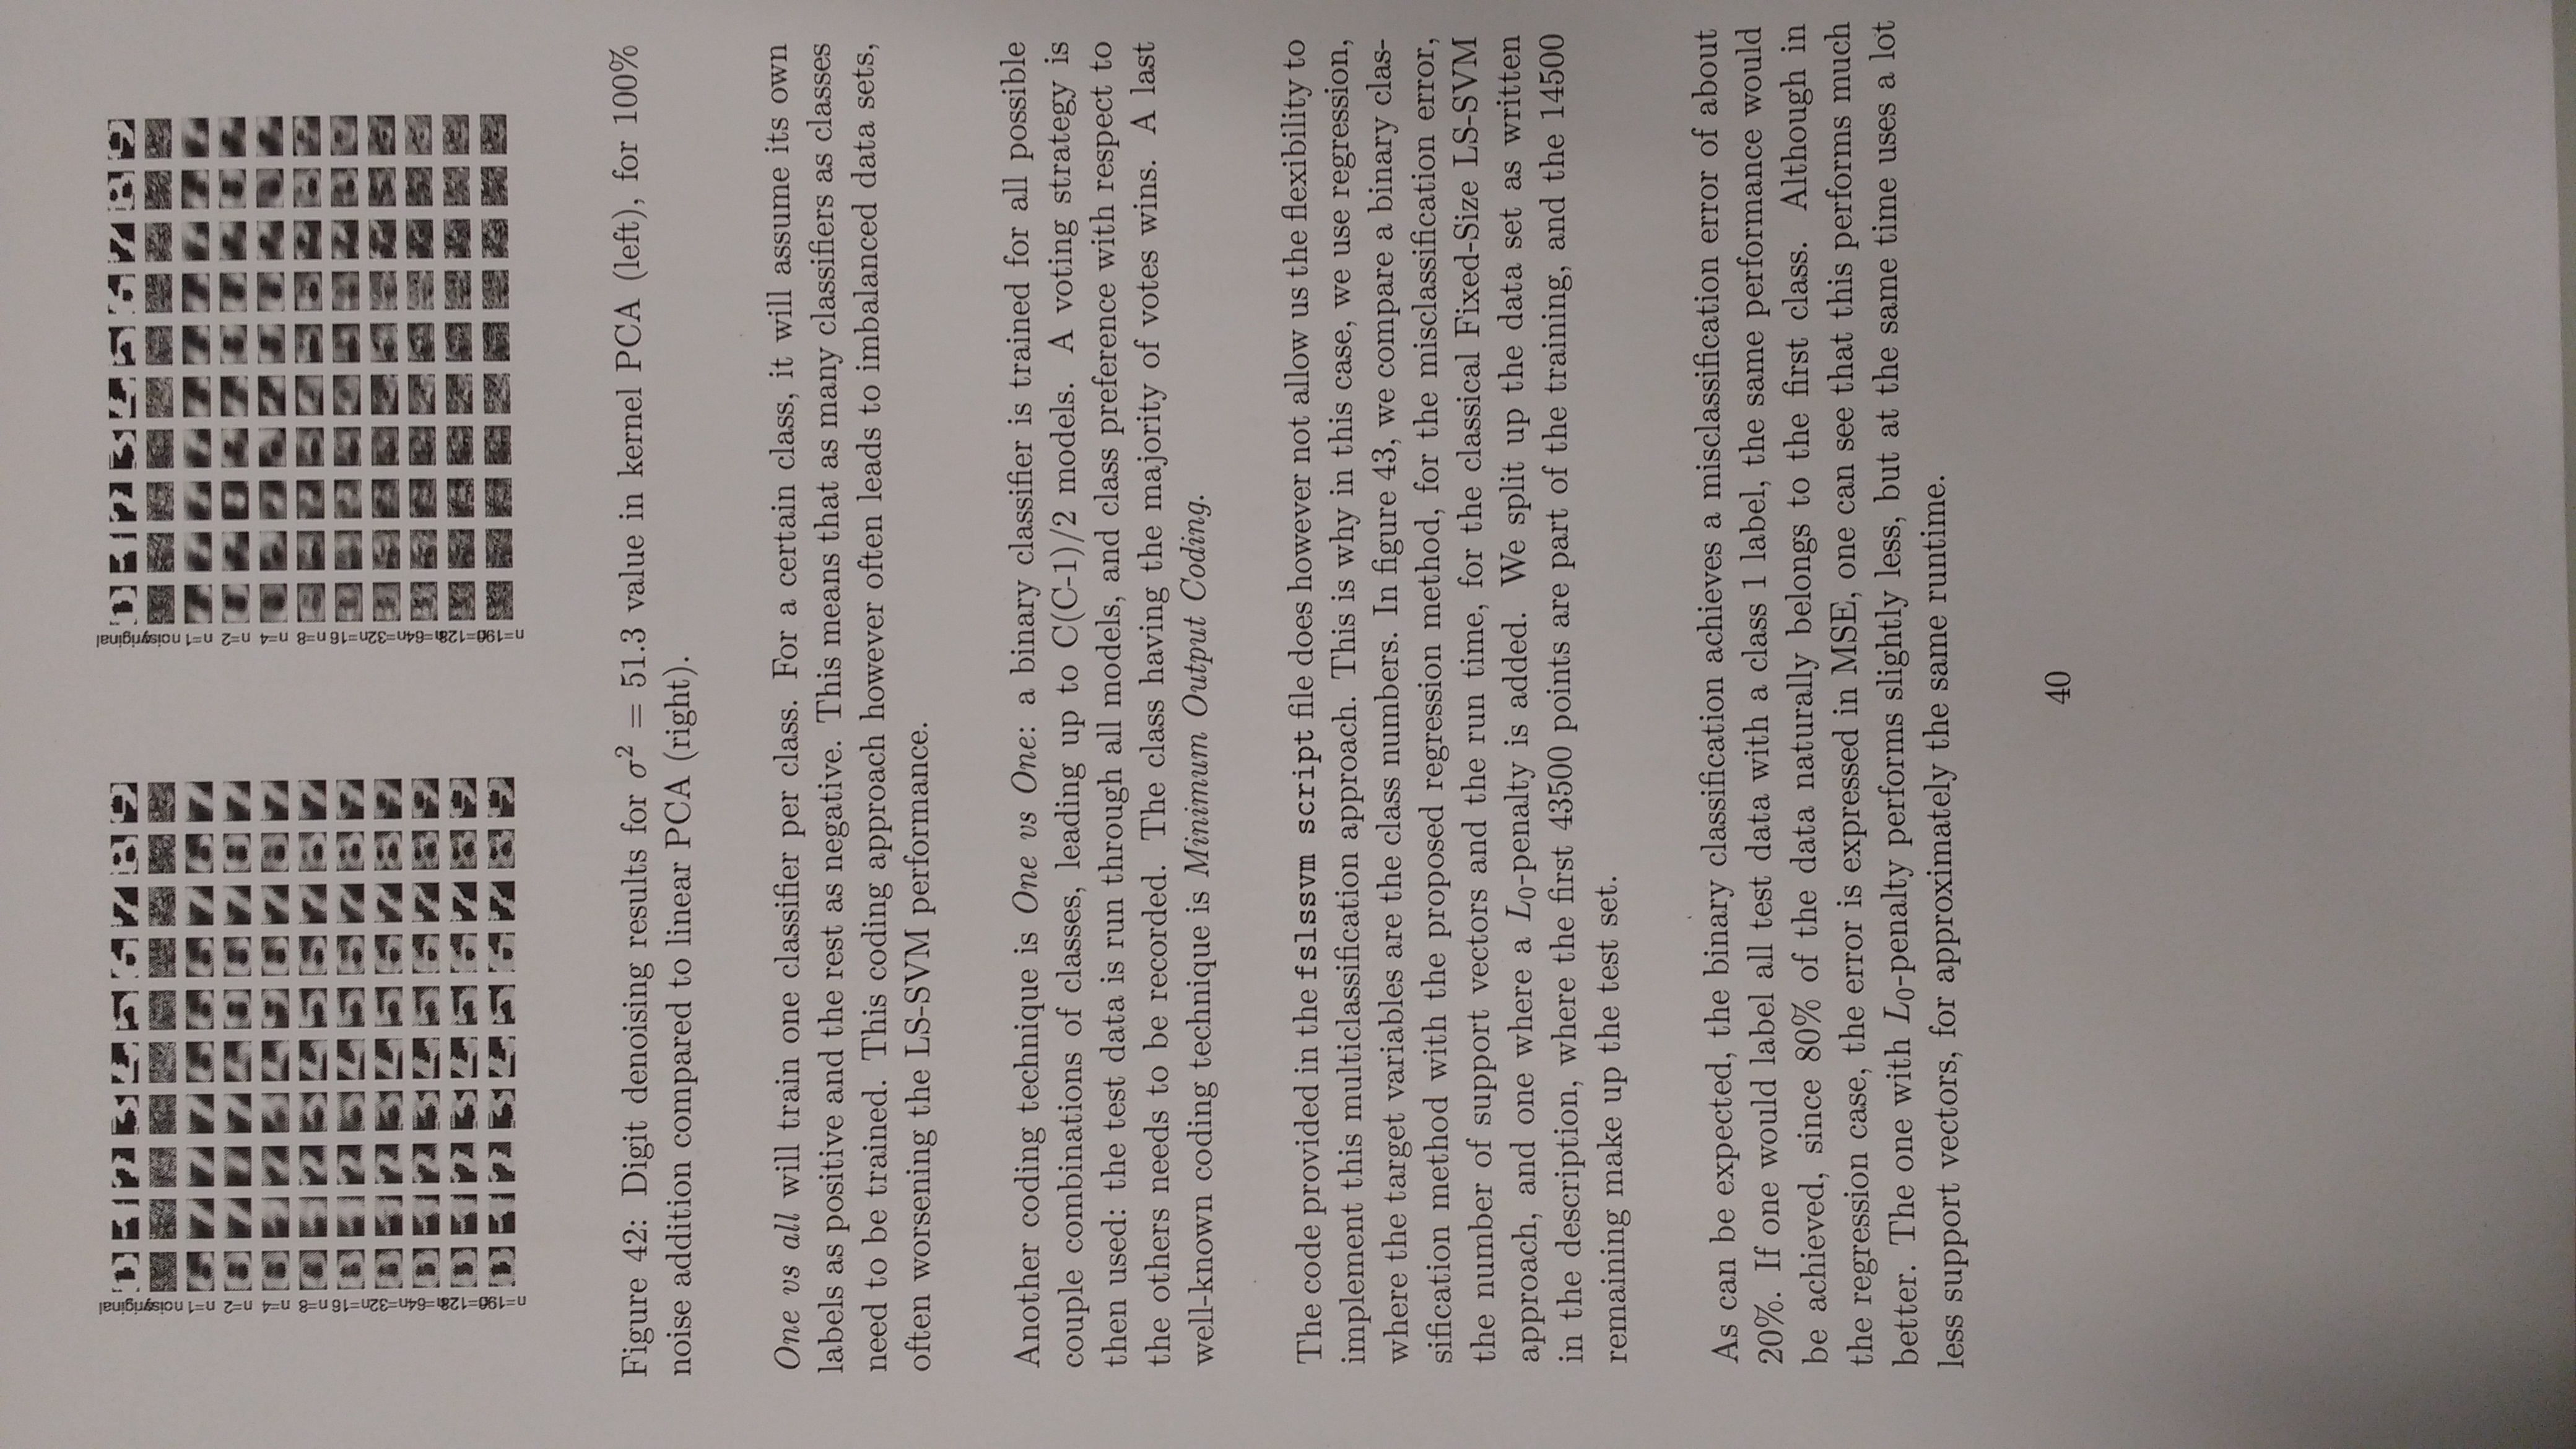 noisy original
n=1
n=2
n=4
n=8
n=16
n=32
n=64
n=128
n=190
noisy original
n=1
n=2
n=4
n=8
n=16
n=32
n=64
n=128
n=190
Figure 42: Digit denoising results for σ² = 51.3 value in kernel PCA (left), for 100%
noise addition compared to linear PCA (right).
One vs all will train one classifier per class. For a certain class, it will assume its own
labels as positive and the rest as negative. This means that as many classifiers as classes
need to be trained. This coding approach however often leads to imbalanced data sets,
often worsening the LS-SVM performance.
Another coding technique is One vs One: a binary classifier is trained for all possible
couple combinations of classes, leading up to C(C-1)/2 models. A voting strategy is
then used: the test data is run through all models, and class preference with respect to
the others needs to be recorded. The class having the majority of votes wins. A last
well-known coding technique is Minimum Output Coding.
The code provided in the fslssvm script file does however not allow us the flexibility to
implement this multiclassification approach. This is why in this case, we use regression,
where the target variables are the class numbers. In figure 43, we compare a binary clas-
sification method with the proposed regression method, for the misclassification error,
the number of support vectors and the run time, for the classical Fixed-Size LS-SVM
approach, and one where a L₀-penalty is added. We split up the data set as written
in the description, where the first 43500 points are part of the training, and the 14500
remaining make up the test set.
As can be expected, the binary classification achieves a misclassification error of about
20%. If one would label all test data with a class 1 label, the same performance would
be achieved, since 80% of the data naturally belongs to the first class. Although in
the regression case, the error is expressed in MSE, one can see that this performs much
better. The one with L₀-penalty performs slightly less, but at the same time uses a lot
less support vectors, for approximately the same runtime.
40